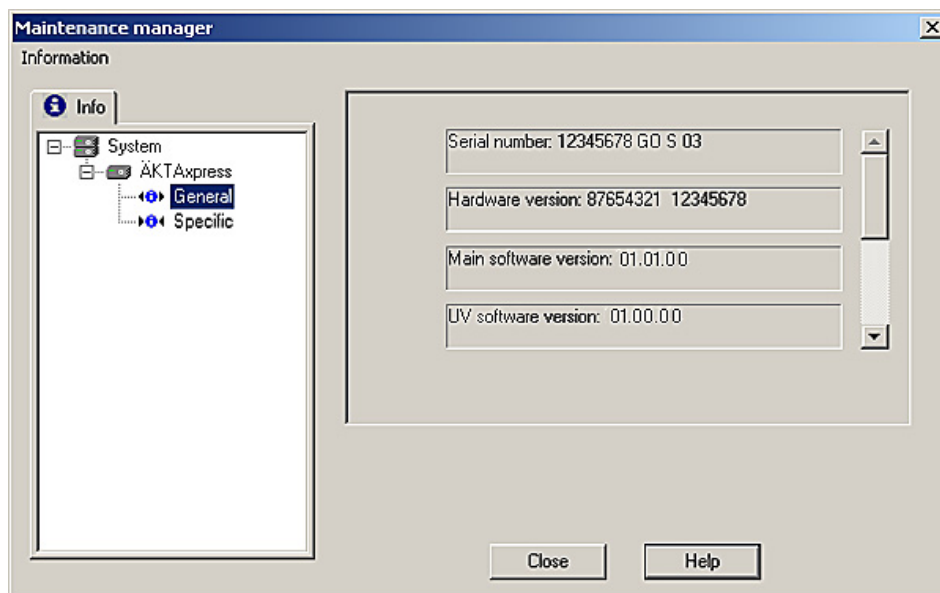 Maintenance manager
Information
Info
System
ÄKTAxpress
General
Specific
Serial number: 12345678 GO S 03
Hardware version: 87654321 12345678
Main software version: 01.01.00
UV software version: 01.00.00
Close
Help